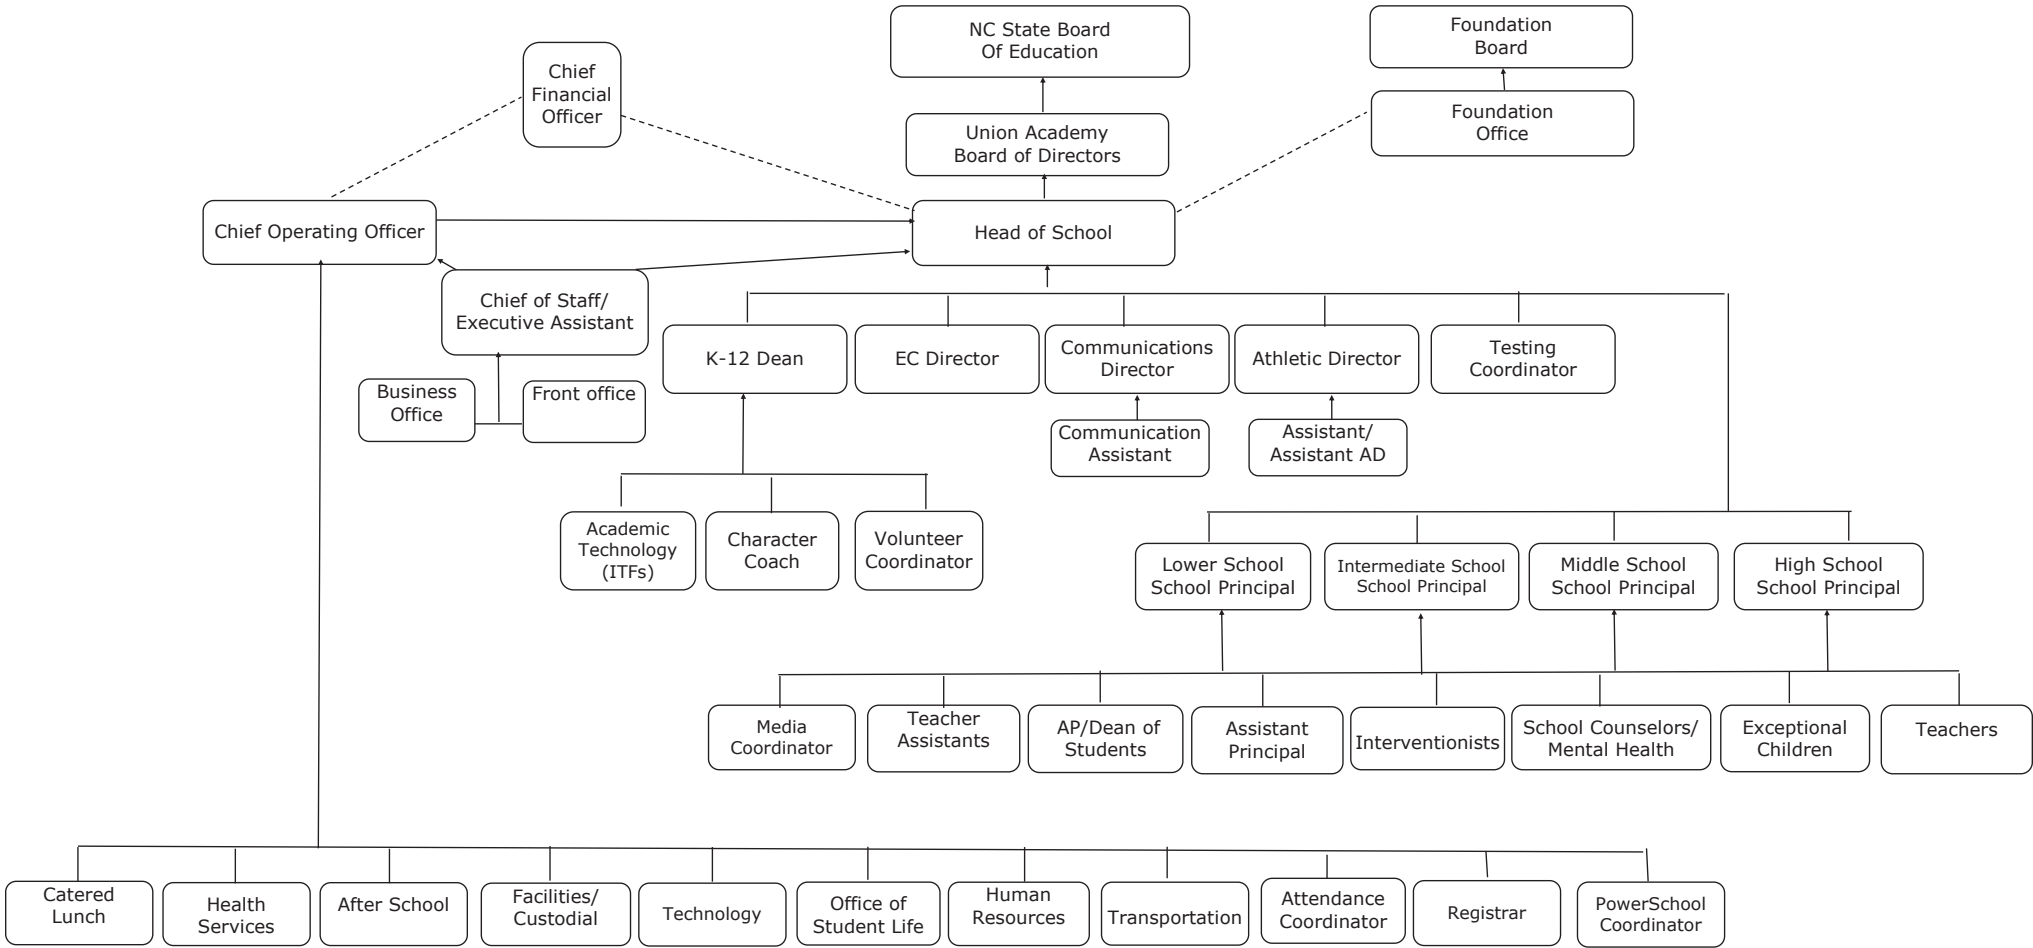 NC State Board
Of Education
Foundation
Board
Chief
Financial
Officer
Foundation
Office
Union Academy
Board of Directors
Chief Operating Officer
Head of School
Chief of Staff/
Executive Assistant
K-12 Dean
EC Director
Communications
Director
Athletic Director
Testing
Coordinator
Business
Office
Front office
Communication
Assistant
Assistant/
Assistant AD
Academic
Technology
(ITFs)
Character
Coach
Volunteer
Coordinator
Lower School
School Principal
Intermediate School
School Principal
Middle School
School Principal
High School
School Principal
Media
Coordinator
Teacher
Assistants
AP/Dean of
Students
Assistant
Principal
Interventionists
School Counselors/
Mental Health
Exceptional
Children
Teachers
Catered
Lunch
Health
Services
After School
Facilities/
Custodial
Technology
Office of
Student Life
Human
Resources
Transportation
Attendance
Coordinator
Registrar
PowerSchool
Coordinator